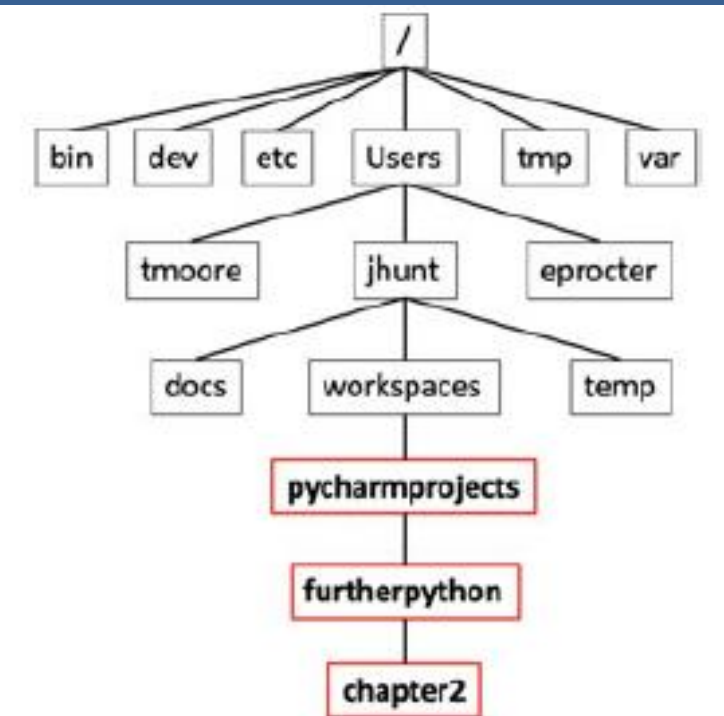 /
bin dev etc Users tmp var
tmoore jhunt eprocter
docs workspaces temp
pycharmprojects
furtherpython
chapter2